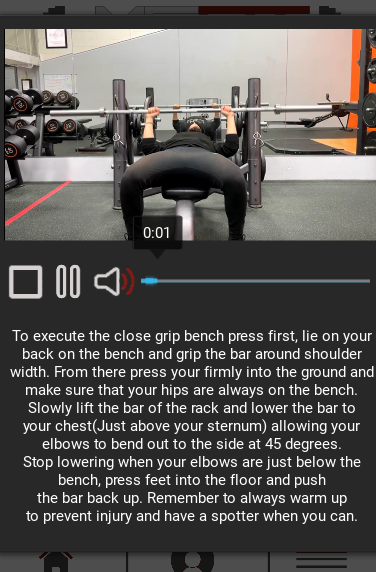 0:01
To execute the close grip bench press first, lie on your
back on the bench and grip the bar around shoulder
width. From there press your firmly into the ground and
make sure that your hips are always on the bench.
Slowly lift the bar of the rack and lower the bar to
your chest(Just above your sternum) allowing your
elbows to bend out to the side at 45 degrees.
Stop lowering when your elbows are just below the
bench, press feet into the floor and push
the bar back up. Remember to always warm up
to prevent injury and have a spotter when you can.